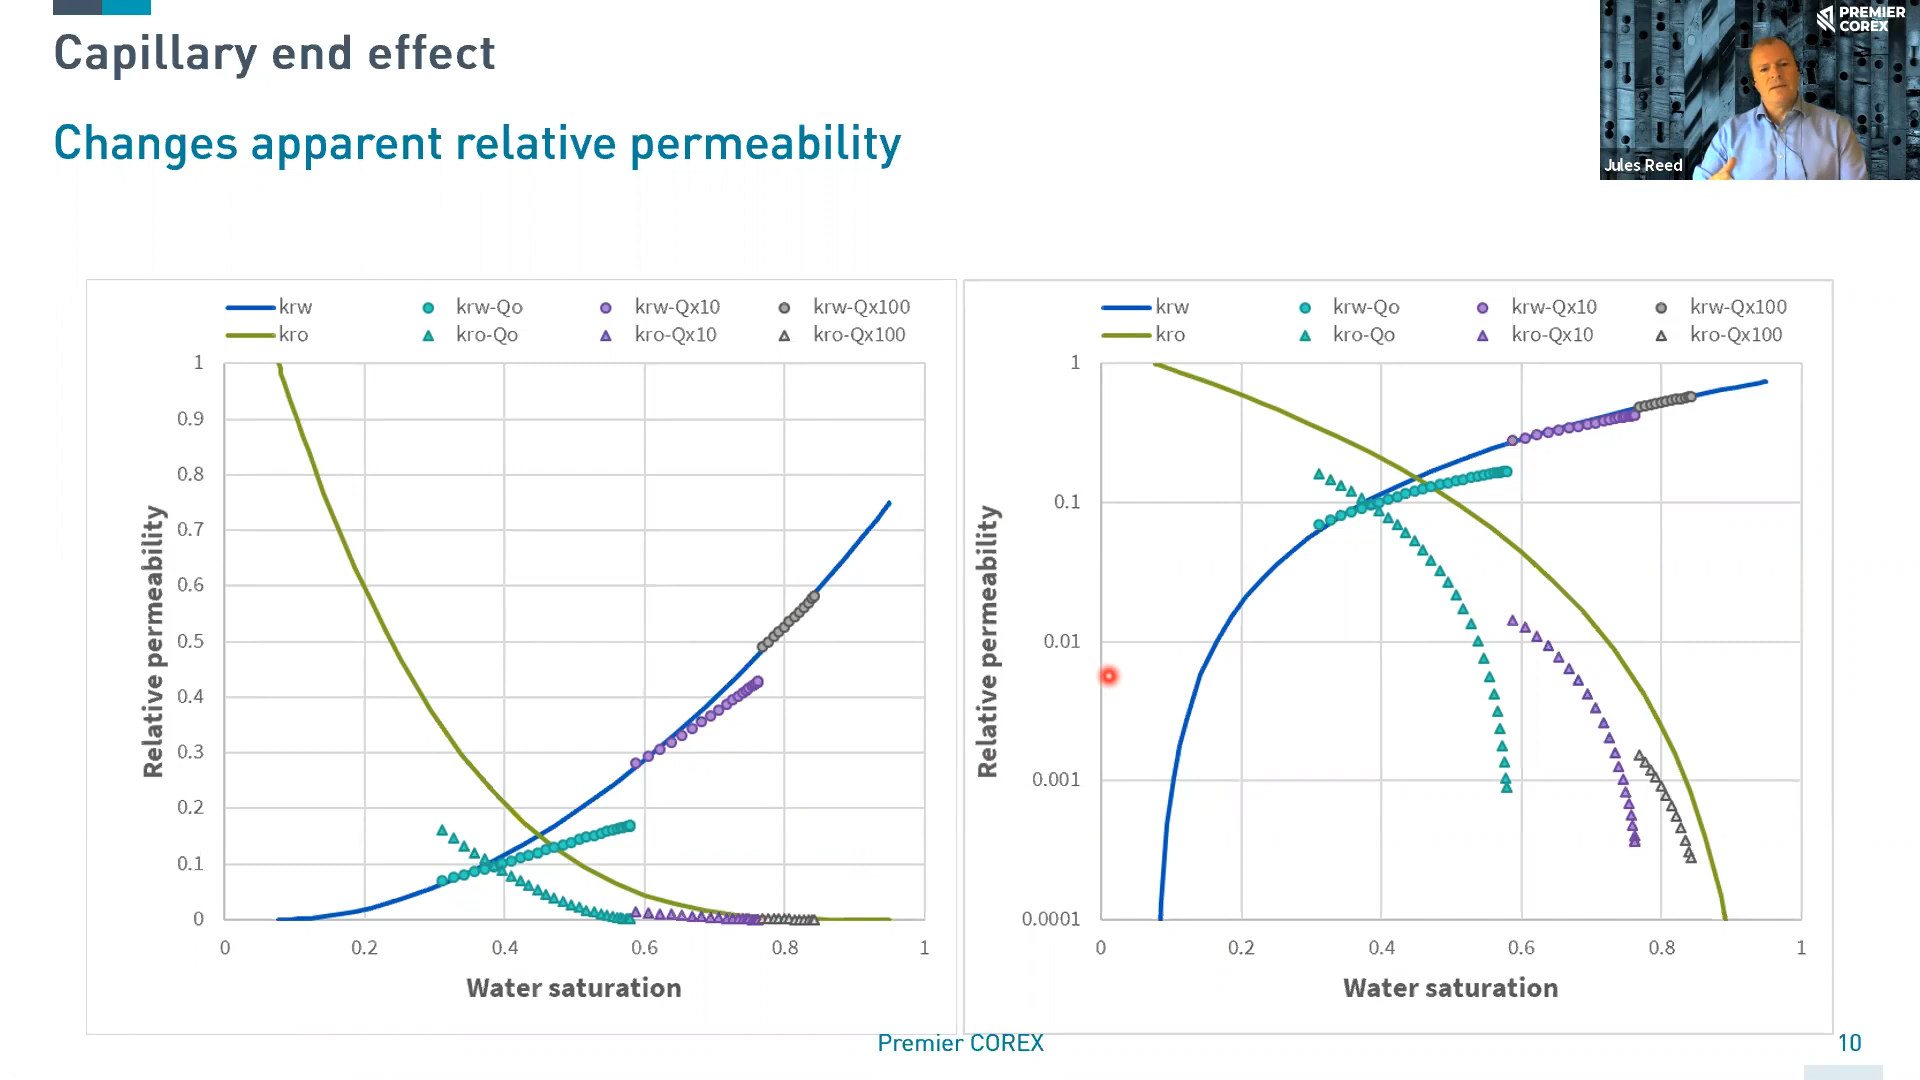 Capillary end effect
Changes apparent relative permeability
PREMIER
COREX
Jules Reed
krw krw-Qo krw-Qx10 krw-Qx100
kro kro-Qo kro-Qx10 kro-Qx100
1
0.9
0.8
0.7
0.6
0.5
0.4
0.3
0.2
0.1
0
Relative permeability
0 0.2 0.4 0.6 0.8 1
Water saturation
krw krw-Qo krw-Qx10 krw-Qx100
kro kro-Qo kro-Qx10 kro-Qx100
1
0.1
0.01
0.001
0.0001
Relative permeability
0 0.2 0.4 0.6 0.8 1
Water saturation
Premier COREX
10